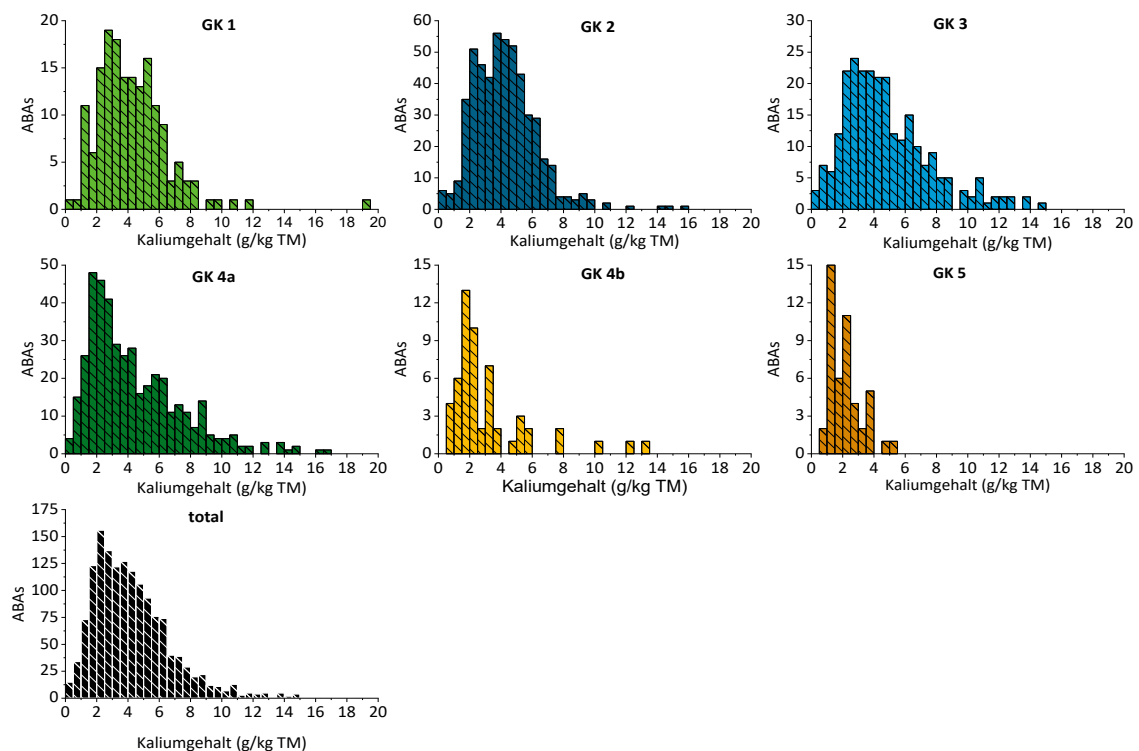 GK 1
20
15
10
5
0
ABAs
0 2 4 6 8 10 12 14 16 18 20
Kaliumgehalt (g/kg TM)
GK 2
60
50
40
30
20
10
0
ABAs
0 2 4 6 8 10 12 14 16 18 20
Kaliumgehalt (g/kg TM)
GK 3
30
25
20
15
10
5
0
ABAs
0 2 4 6 8 10 12 14 16 18 20
Kaliumgehalt (g/kg TM)
GK 4a
50
40
30
20
10
0
ABAs
0 2 4 6 8 10 12 14 16 18 20
Kaliumgehalt (g/kg TM)
GK 4b
15
12
9
6
3
0
ABAs
0 2 4 6 8 10 12 14 16 18 20
Kaliumgehalt (g/kg TM)
GK 5
15
12
9
6
3
0
ABAs
0 2 4 6 8 10 12 14 16 18 20
Kaliumgehalt (g/kg TM)
total
175
150
125
100
75
50
25
0
ABAs
0 2 4 6 8 10 12 14 16 18 20
Kaliumgehalt (g/kg TM)